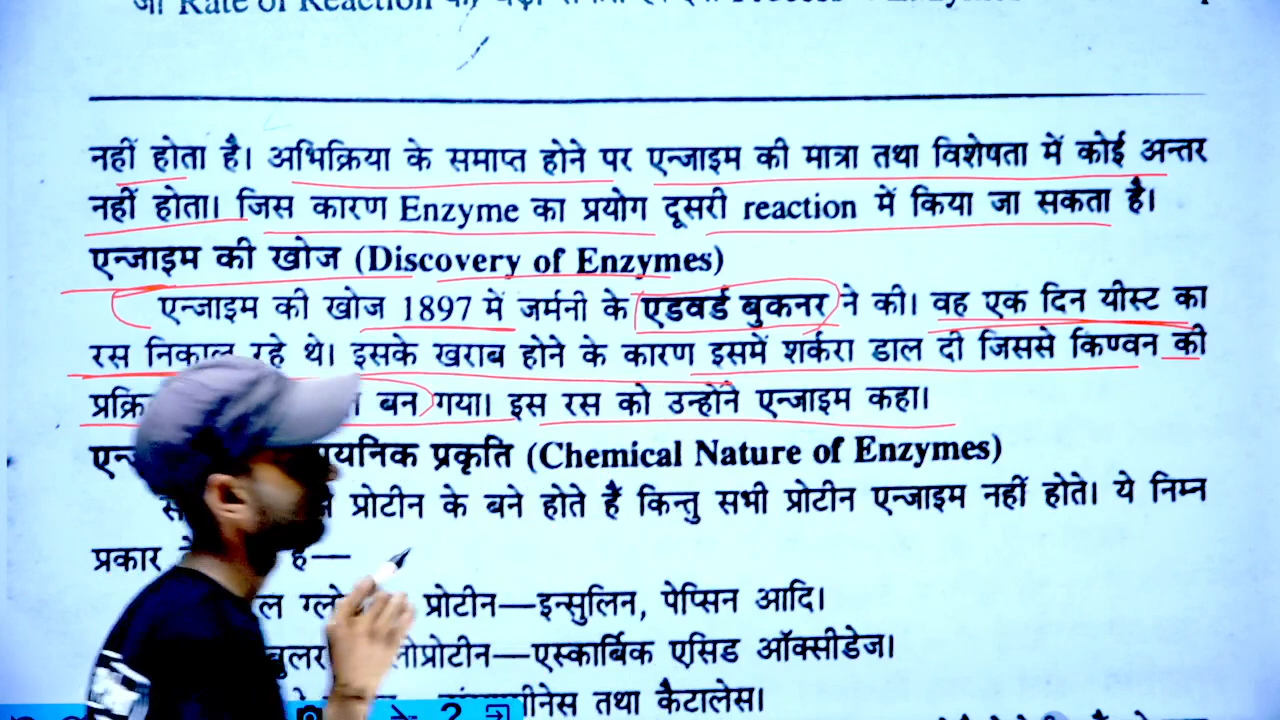 जा Rate of Reaction
नहीं होता है। अभिक्रिया के समाप्त होने पर एन्जाइम की मात्रा तथा विशेषता में कोई अन्तर
नहीं होता। जिस कारण Enzyme का प्रयोग दूसरी reaction में किया जा सकता है।
एन्जाइम की खोज (Discovery of Enzymes)
एन्जाइम की खोज 1897 में जर्मनी के एडवर्ड बुकनर ने की। वह एक दिन यीस्ट का
रस निकाल रहे थे। इसके खराब होने के कारण इसमें शर्करा डाल दी जिससे किण्वन की
बन गया। इस रस को उन्होंने एन्जाइम कहा।
प्रकृति (Chemical Nature of Enzymes)
प्रोटीन के बने होते हैं किन्तु सभी प्रोटीन एन्जाइम नहीं होते। ये निम्न
प्रकार
प्रोटीन—इन्सुलिन, पेप्सिन आदि।
एस्कार्बिक एसिड ऑक्सीडेज।
तथा कैटालेस।